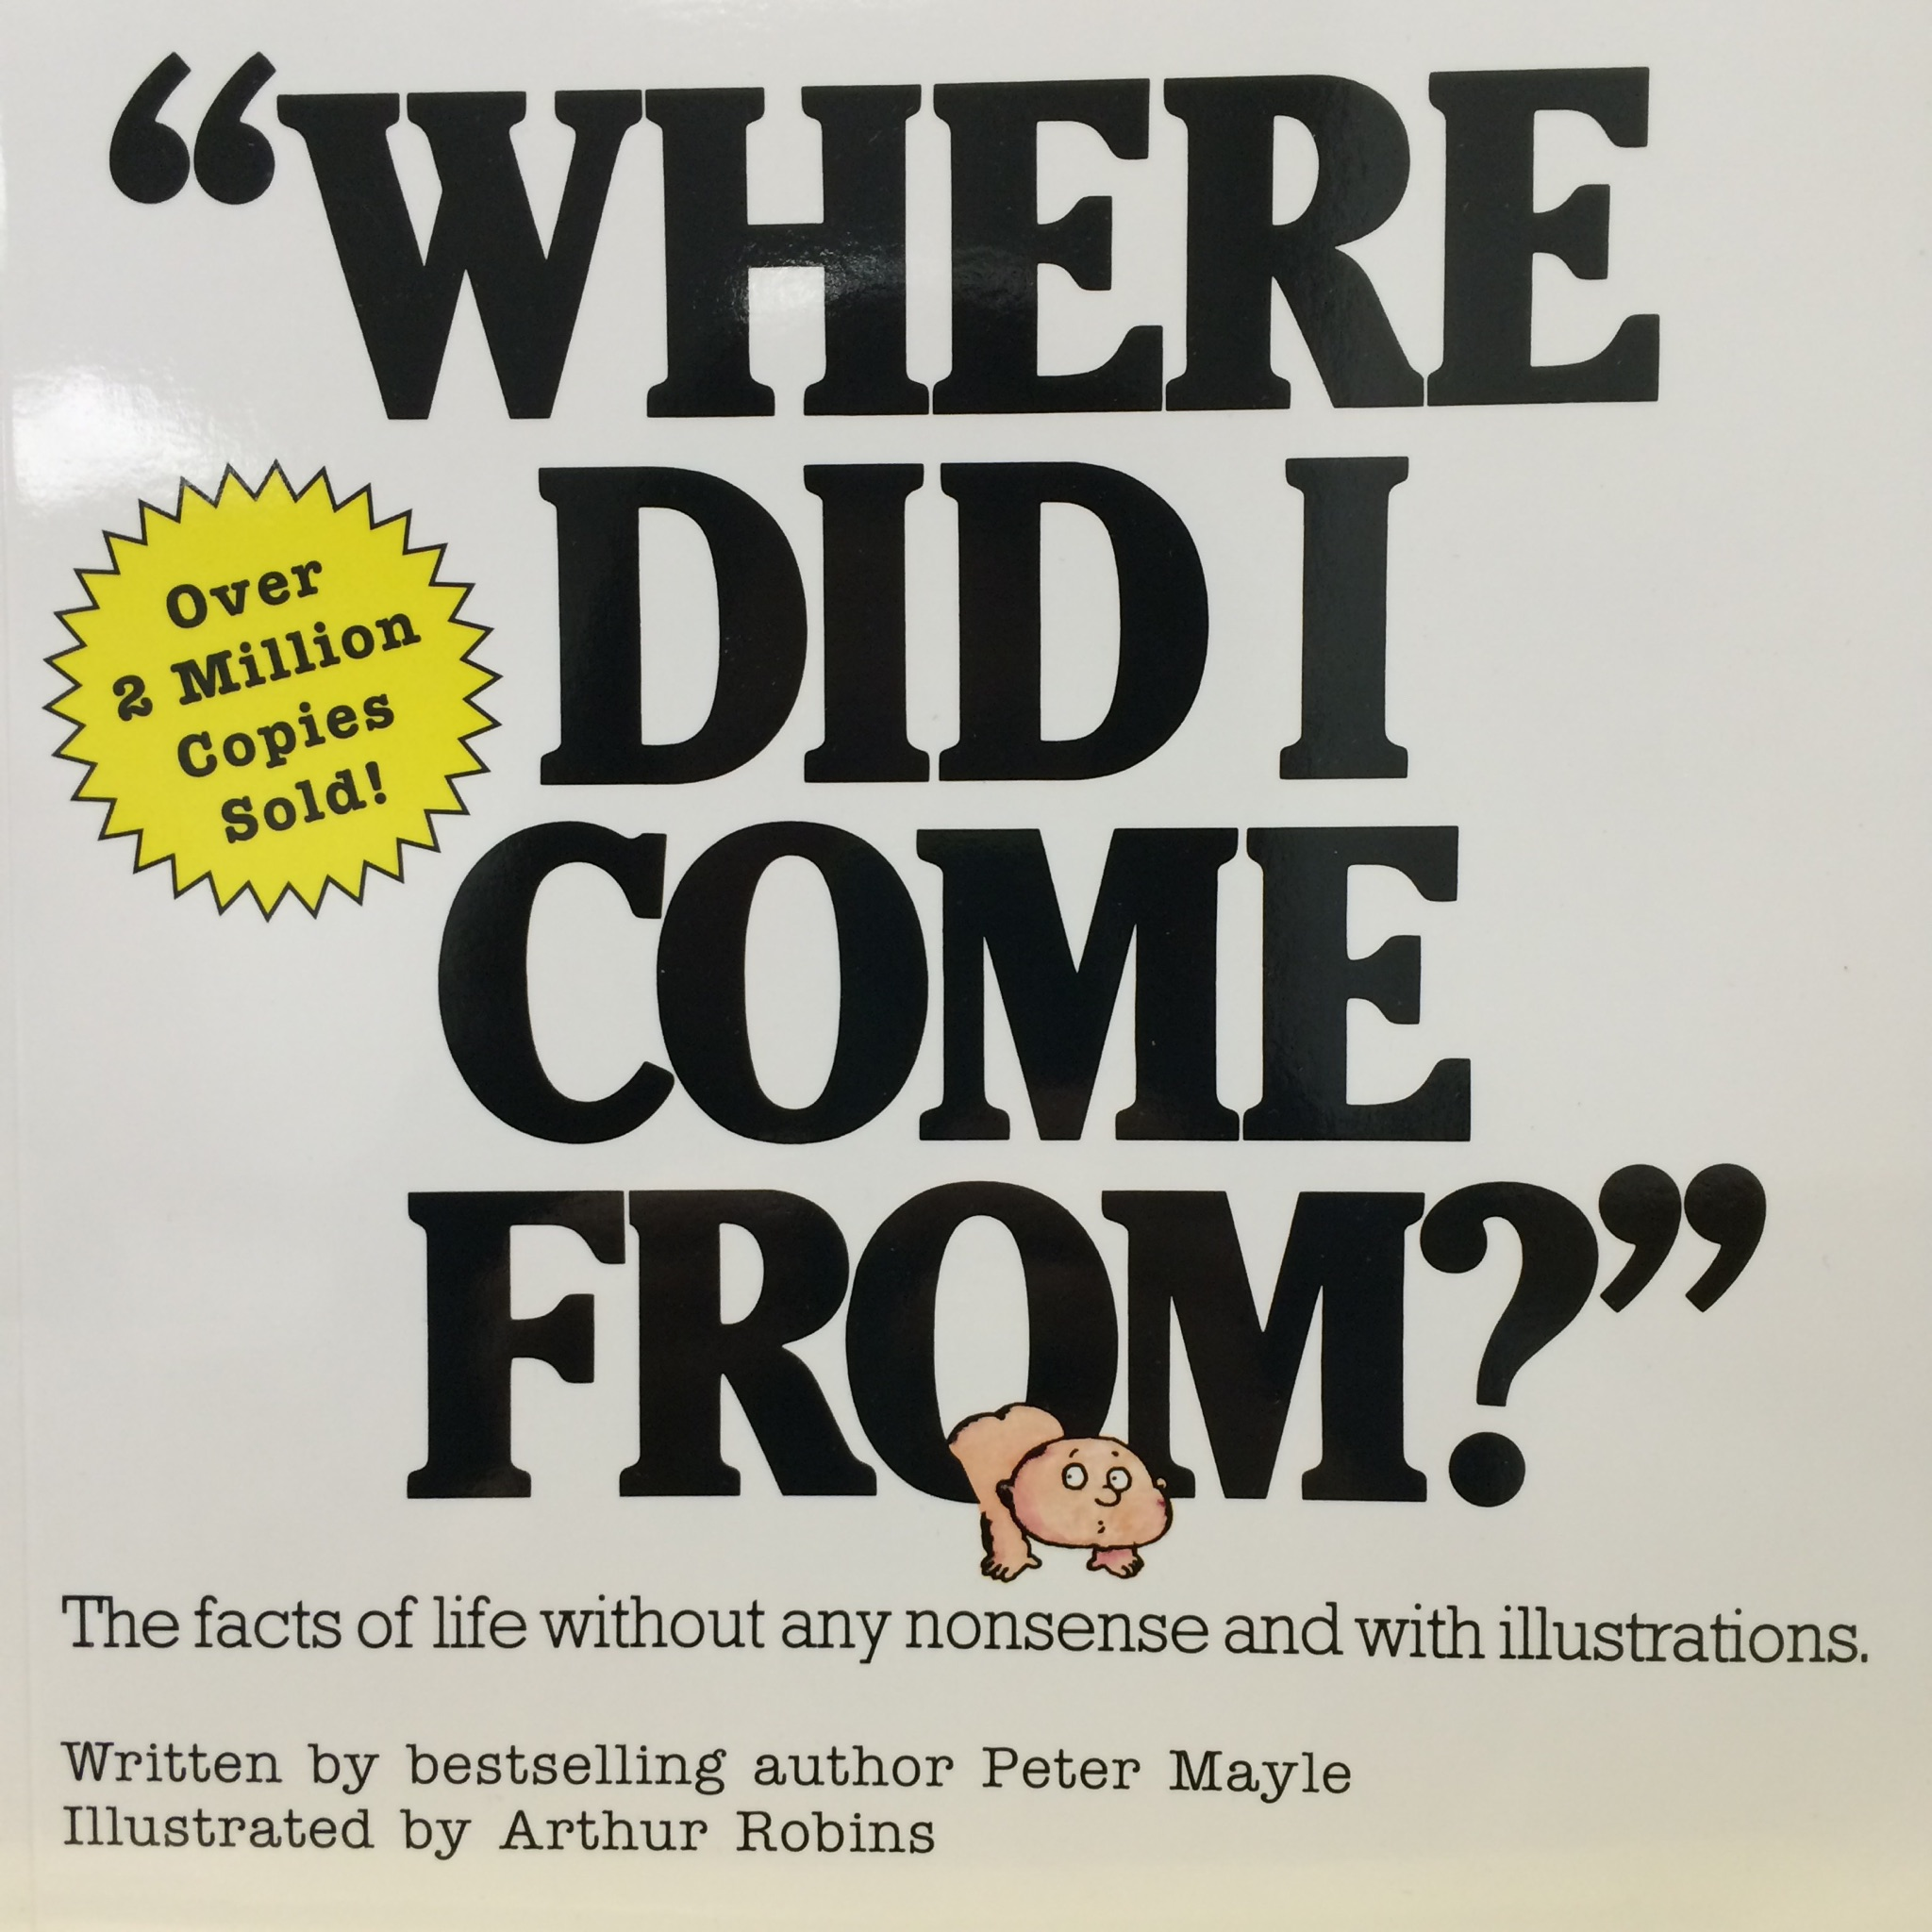 “WHERE
DID I
COME
FROM?”
Over
2 Million
Copies
Sold!
The facts of life without any nonsense and with illustrations.
Written by bestselling author Peter Mayle
Illustrated by Arthur Robins